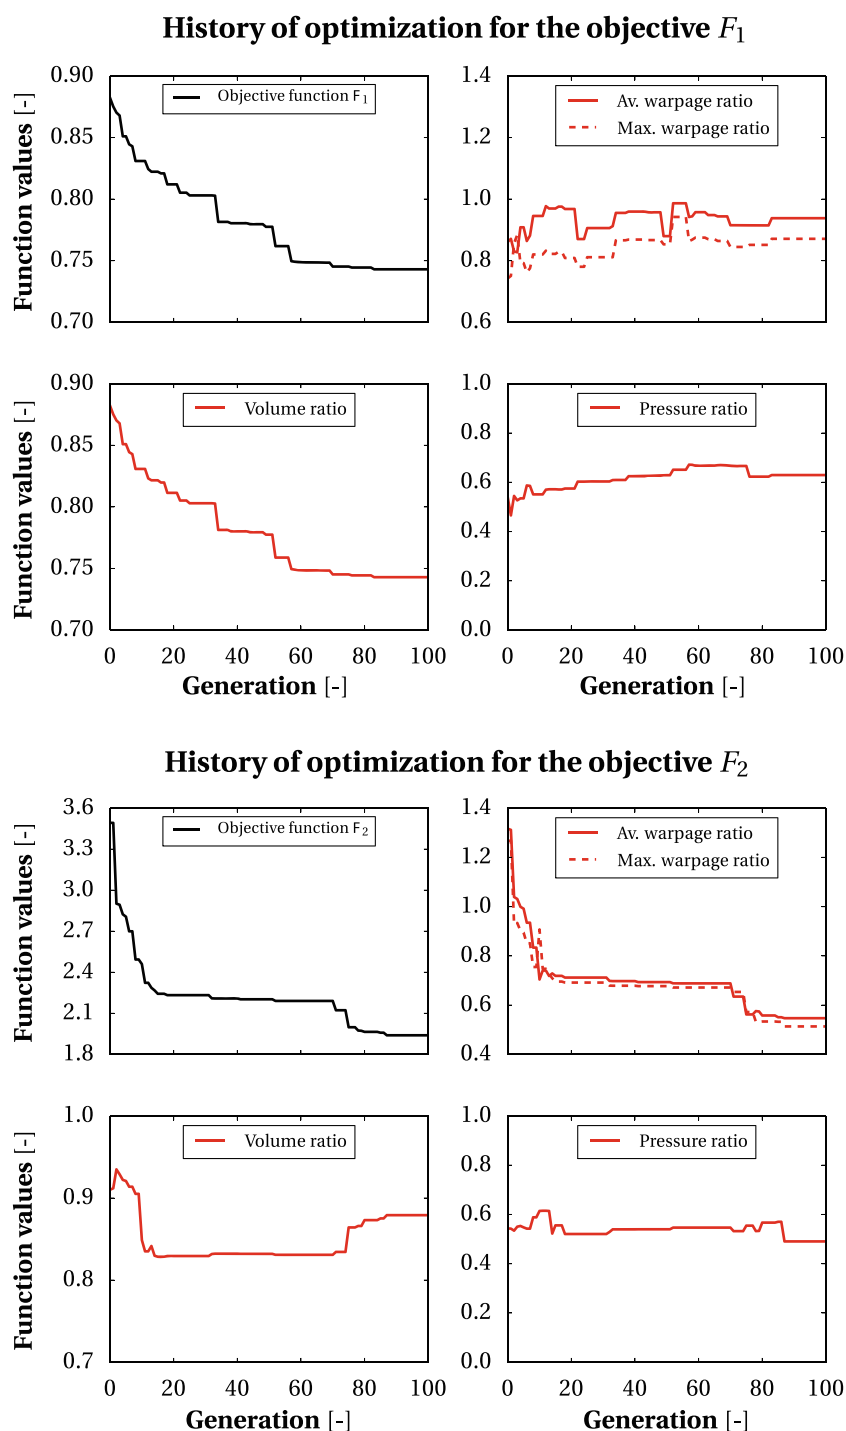 History of optimization for the objective F1
0.90 0.85 0.80 0.75 0.70
Function values [-]
Objective function F1
1.4 1.2 1.0 0.8 0.6
Av. warpage ratio
Max. warpage ratio
0.90 0.85 0.80 0.75 0.70
Function values [-]
Volume ratio
0 20 40 60 80 100
Generation [-]
1.0 0.8 0.6 0.4 0.2 0.0
Pressure ratio
0 20 40 60 80 100
Generation [-]
History of optimization for the objective F2
3.6 3.3 3.0 2.7 2.4 2.1 1.8
Function values [-]
Objective function F2
1.4 1.2 1.0 0.8 0.6 0.4
Av. warpage ratio
Max. warpage ratio
1.0 0.9 0.8 0.7
Function values [-]
Volume ratio
0 20 40 60 80 100
Generation [-]
1.0 0.8 0.6 0.4 0.2 0.0
Pressure ratio
0 20 40 60 80 100
Generation [-]